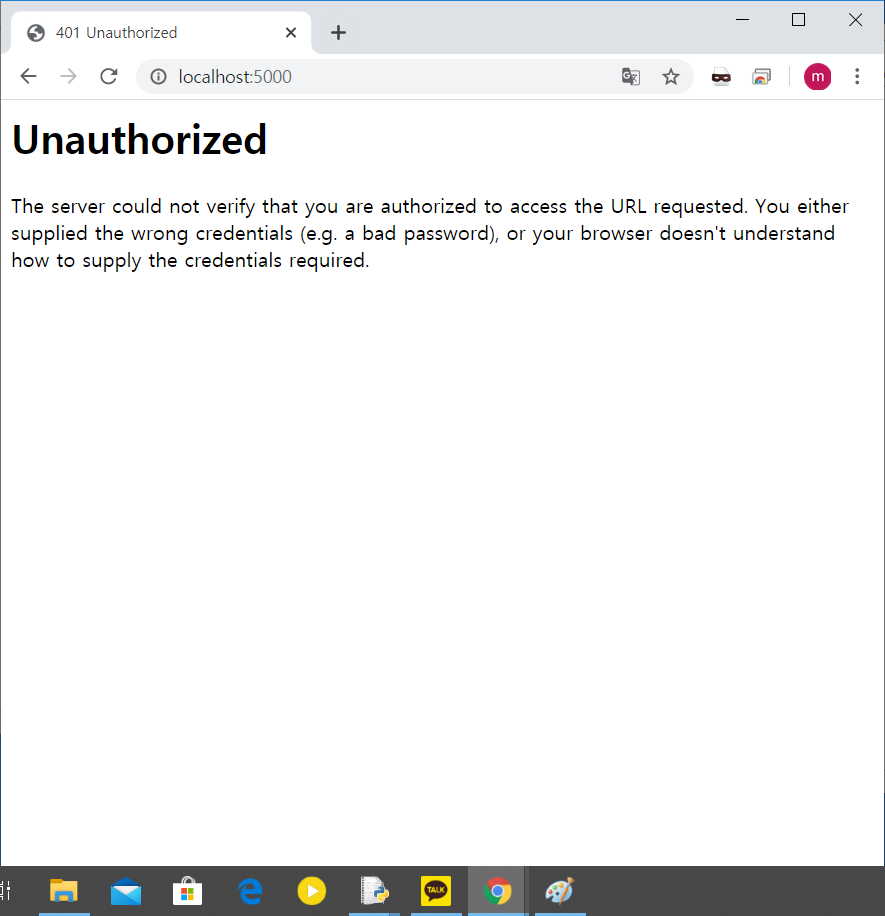 401 Unauthorized
localhost:5000
m
Unauthorized
The server could not verify that you are authorized to access the URL requested. You either
supplied the wrong credentials (e.g. a bad password), or your browser doesn't understand
how to supply the credentials required.
TALK